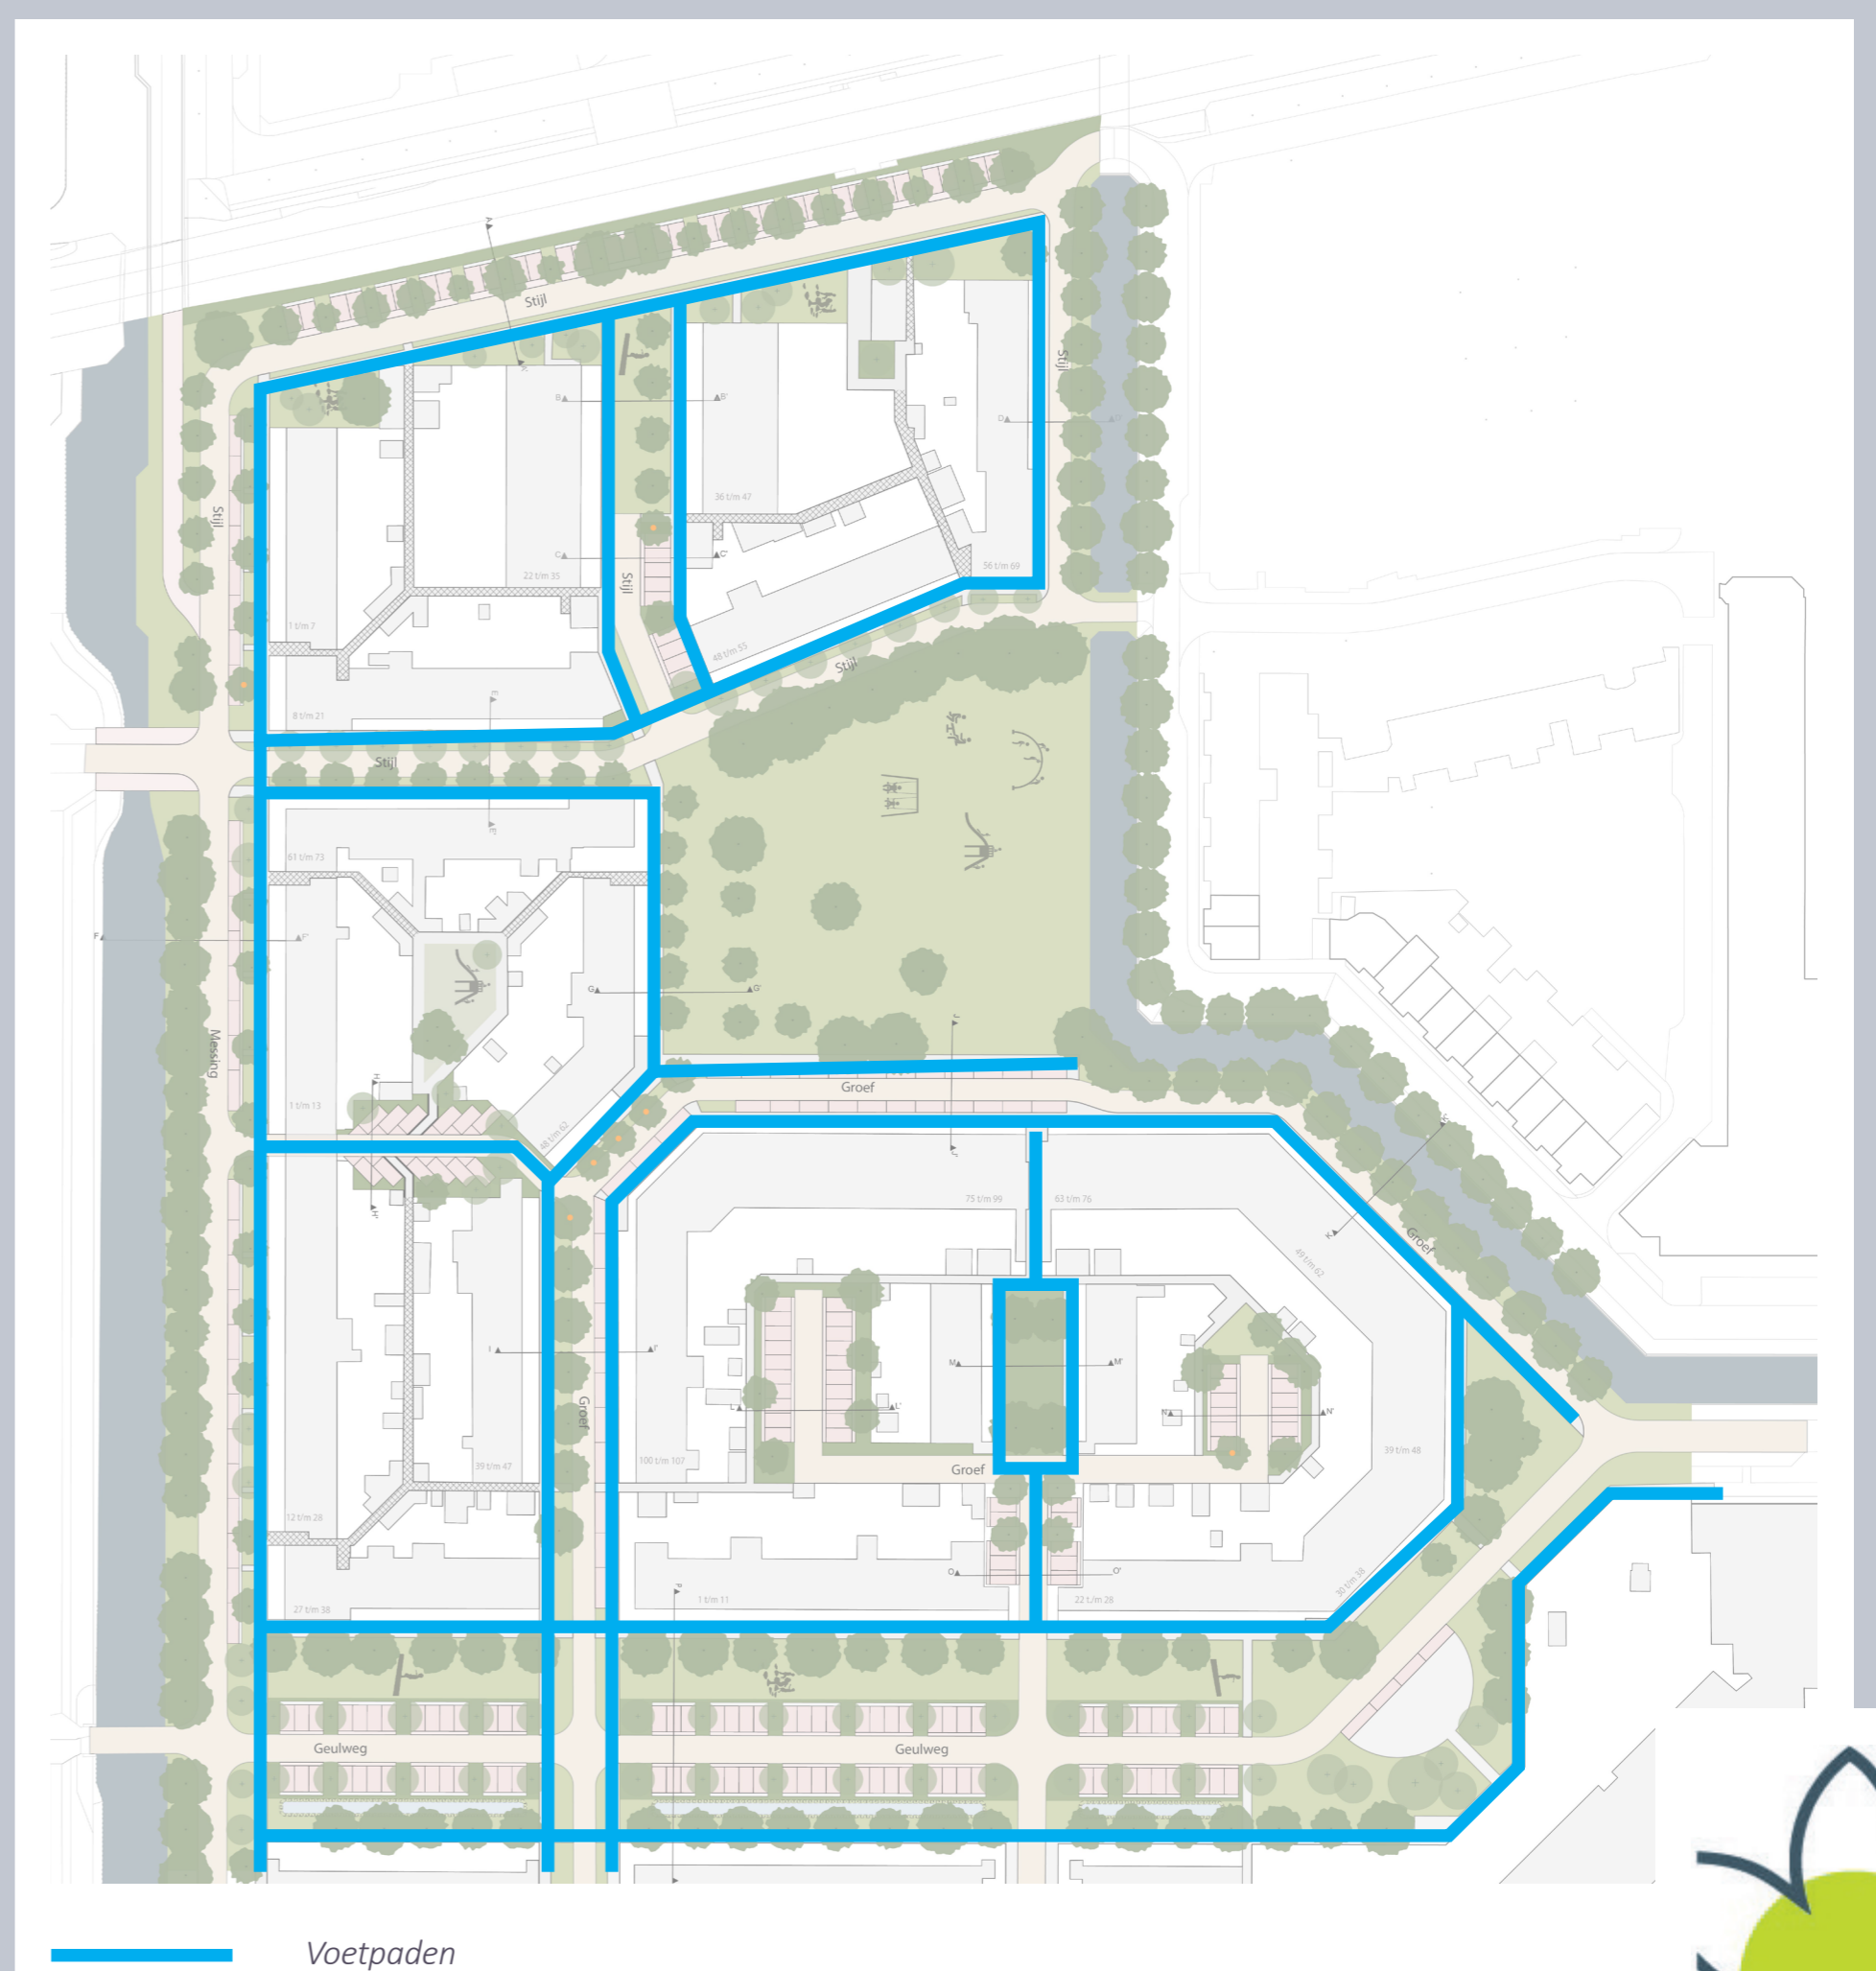 A
Stijl
A'
Stijl
B
B'
D
36 t/m 47
Stijl
C
C'
22 t/m 35
Stijl
56 t/m 69
1 t/m 7
48 t/m 55
Stijl
E
8 t/m 21
Stijl
E'
61 t/m 73
F
F'
G
G'
J
Messing
H
Groef
1 t/m 13
48 t/m 62
J'
K'
75 t/m 99
63 t/m 76
H'
K
Groef
49 t/m 62
I
I'
M
M'
Groef
L
L'
N
N'
39 t/m 47
100 t/m 107
Groef
39 t/m 48
12 t/m 28
O
O'
P
27 t/m 38
1 t/m 11
22 t./m 28
30 t/m 38
Geulweg
Geulweg
Voetpaden